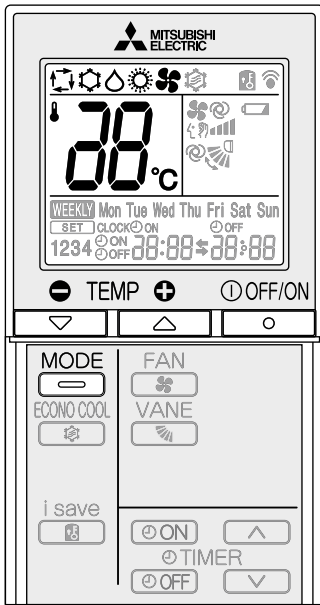 MITSUBISHI
ELECTRIC
88°C
WEEKLY Mon Tue Wed Thu Fri Sat Sun
SET CLOCK ON OFF
1234 ON OFF 88:88 88:88
TEMP OFF/ON
MODE FAN
ECONO COOL VANE
i save
ON
TIMER
OFF